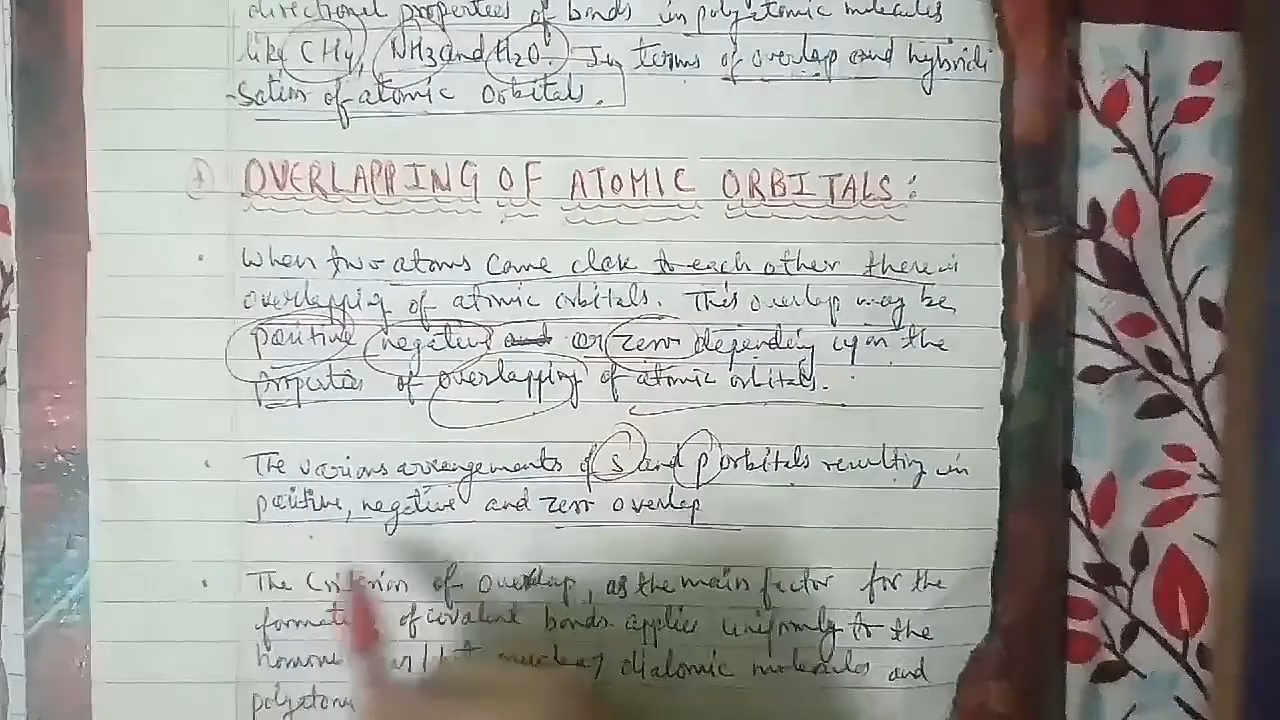 directional properties of bonds in polyatomic molecules
like CH4, NH3 and H2O. In terms of overlap and hybridi
-sation of atomic orbitals.
OVERLAPPING OF ATOMIC ORBITALS:
When two atoms come close to each other there is
overlapping of atomic orbitals. This overlap may be
positive negative and or zero depending upon the
properties of overlapping of atomic orbitals.
The various arrangements of s and p orbitals resulting in
positive, negative and zero overlap
The Criterion of overlap, as the main factor for the
formati of covalent bonds applies uniformly to the
homonu nuclear diatomic molecules and
polyatomi